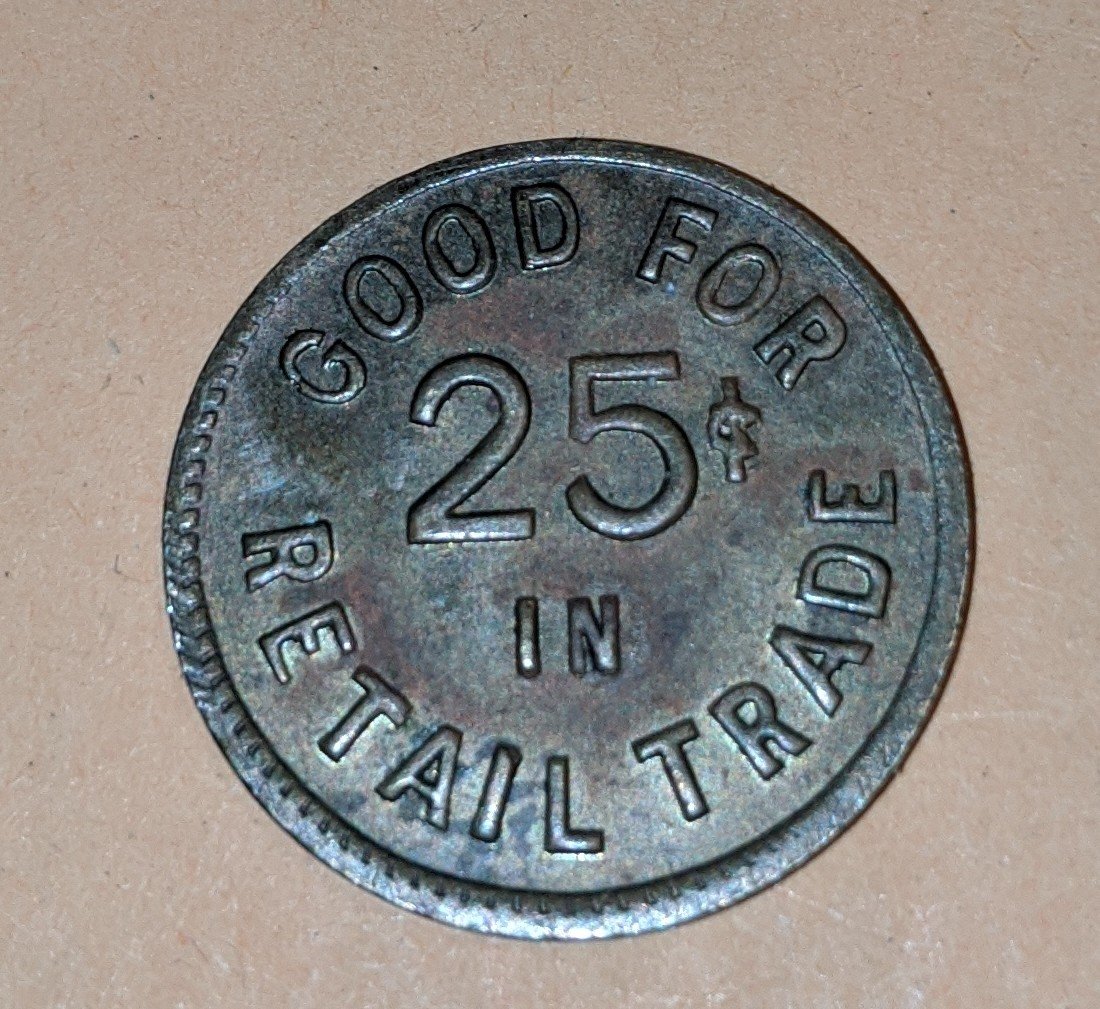 GOOD FOR
25¢
IN
RETAIL TRADE